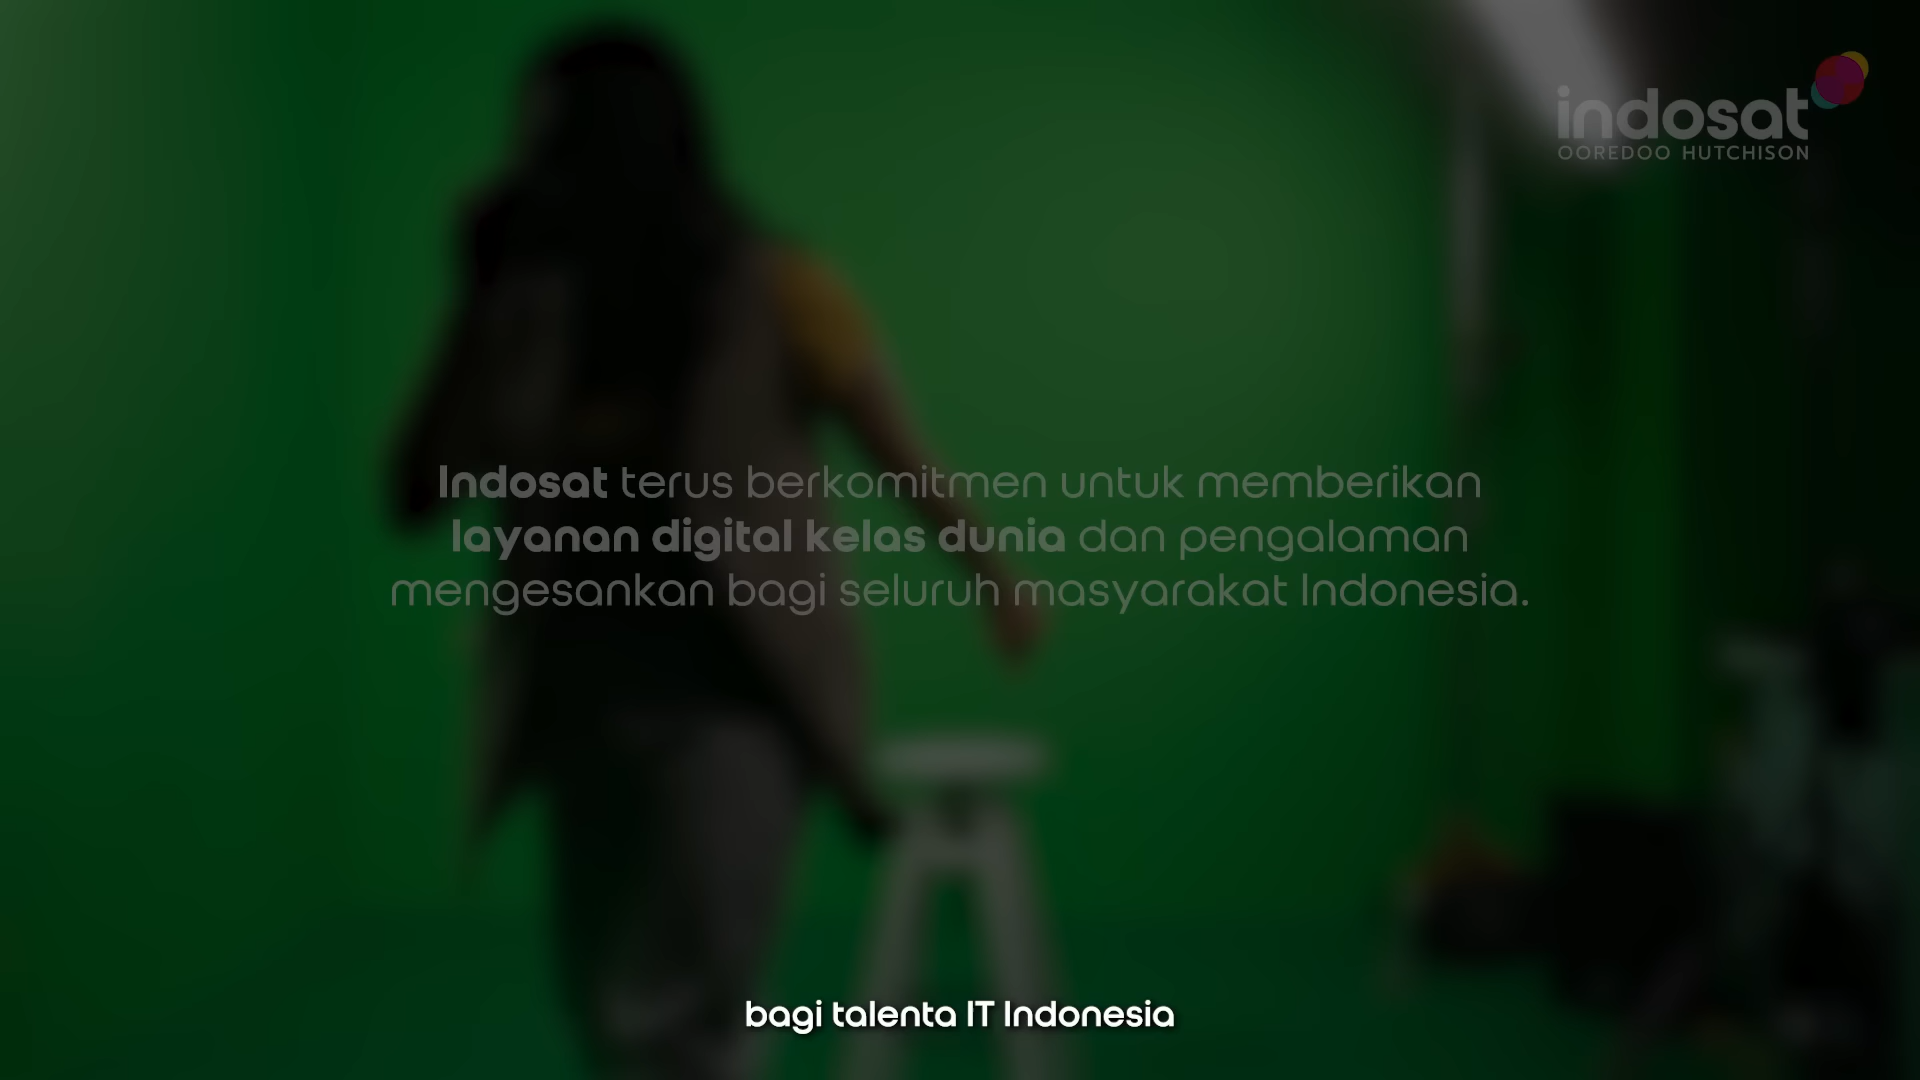 indosat
OOREDOO HUTCHISON
Indosat terus berkomitmen untuk memberikan
layanan digital kelas dunia dan pengalaman
mengesankan bagi seluruh masyarakat Indonesia.
bagi talenta IT Indonesia